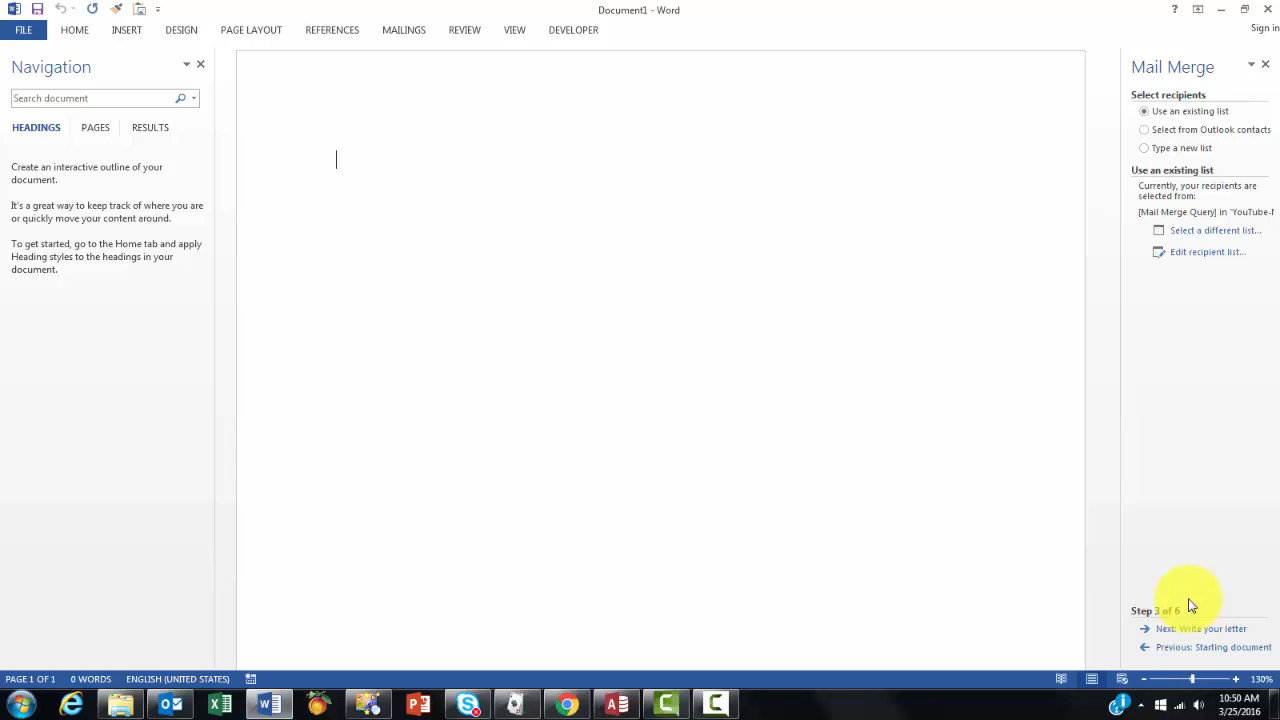 Document1 - Word
Sign in
FILE
HOME
INSERT
DESIGN
PAGE LAYOUT
REFERENCES
MAILINGS
REVIEW
VIEW
DEVELOPER
Navigation
Search document
HEADINGS
PAGES
RESULTS
Create an interactive outline of your
document.
It's a great way to keep track of where you are
or quickly move your content around.
To get started, go to the Home tab and apply
Heading styles to the headings in your
document.
Mail Merge
Select recipients
Use an existing list
Select from Outlook contacts
Type a new list
Use an existing list
Currently, your recipients are
selected from:
[Mail Merge Query] in "YouTube-
Select a different list...
Edit recipient list...
Step 3 of 6
Next: Write your letter
Previous: Starting document
PAGE 1 OF 1
0 WORDS
ENGLISH (UNITED STATES)
130%
10:50 AM
3/25/2016